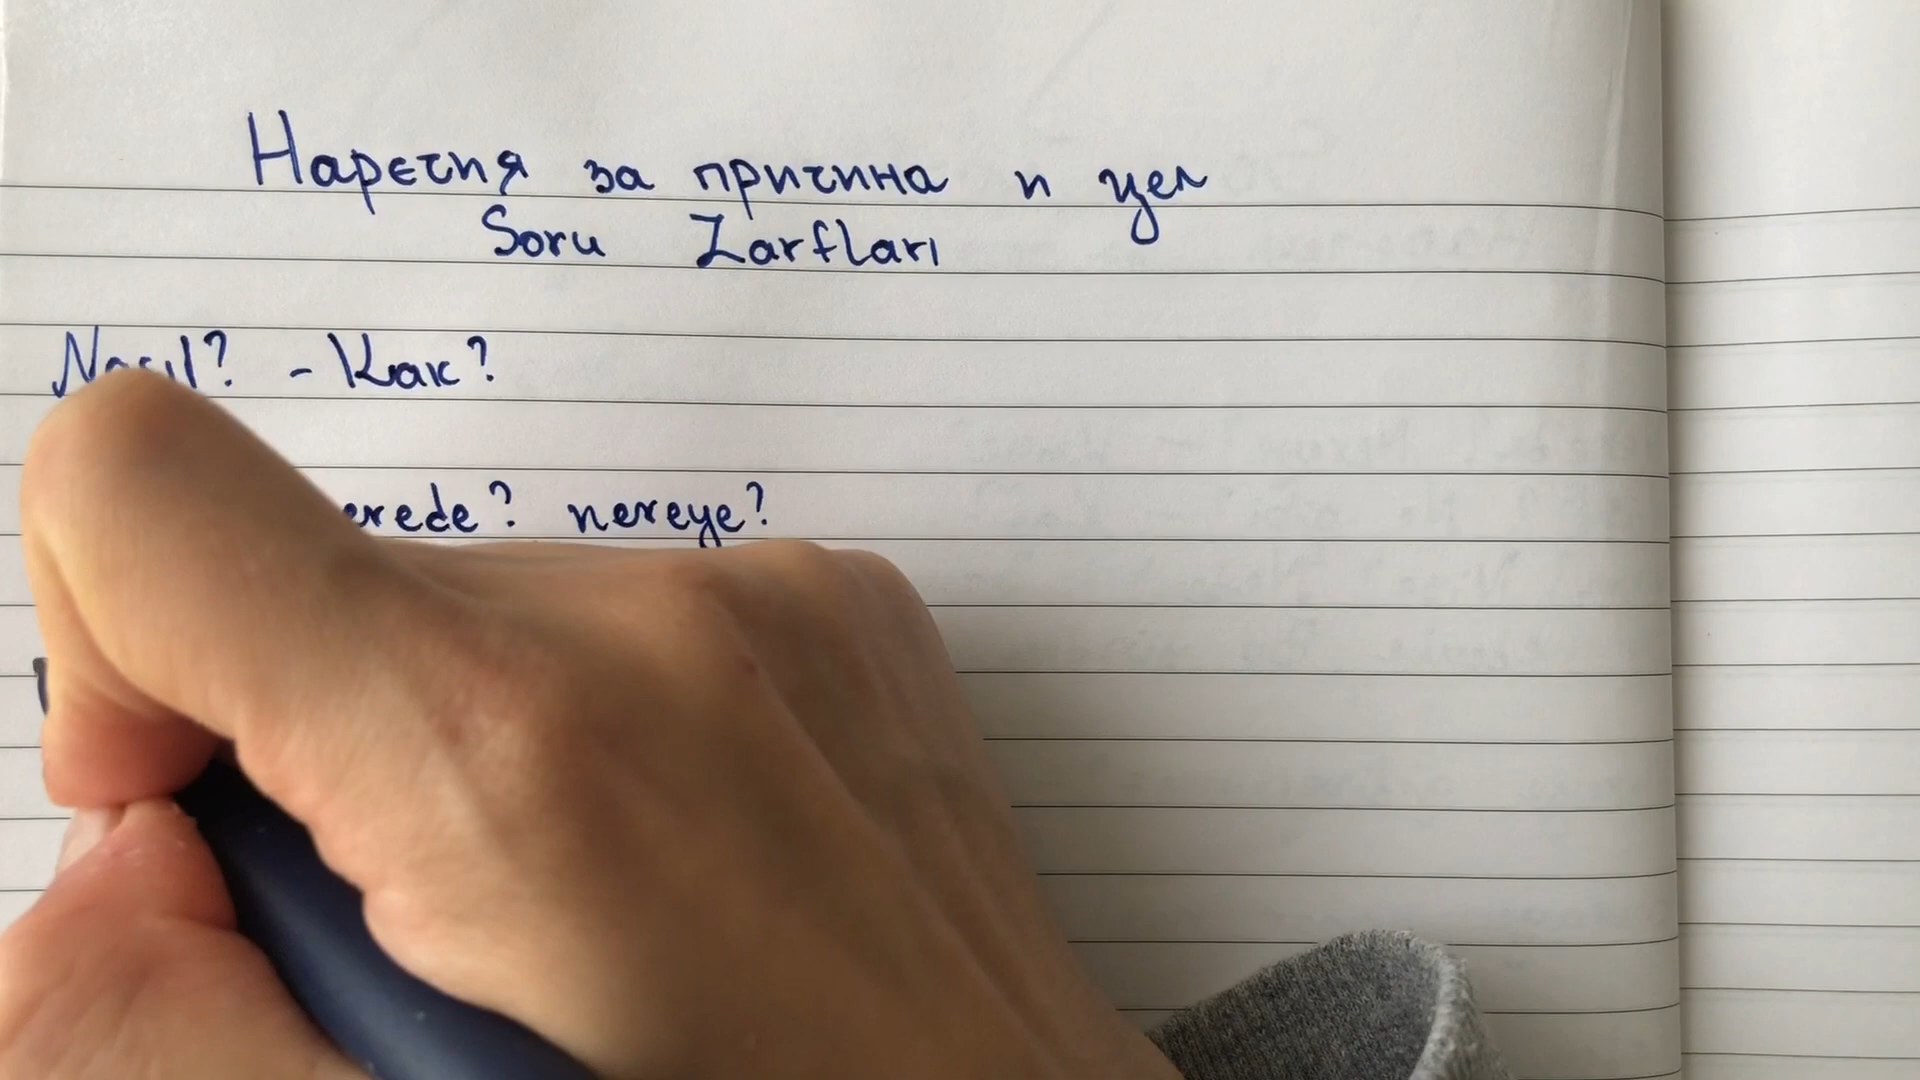 Наречия за причина и цел
Soru Zarfları
Nasıl? - Как?
nereye?